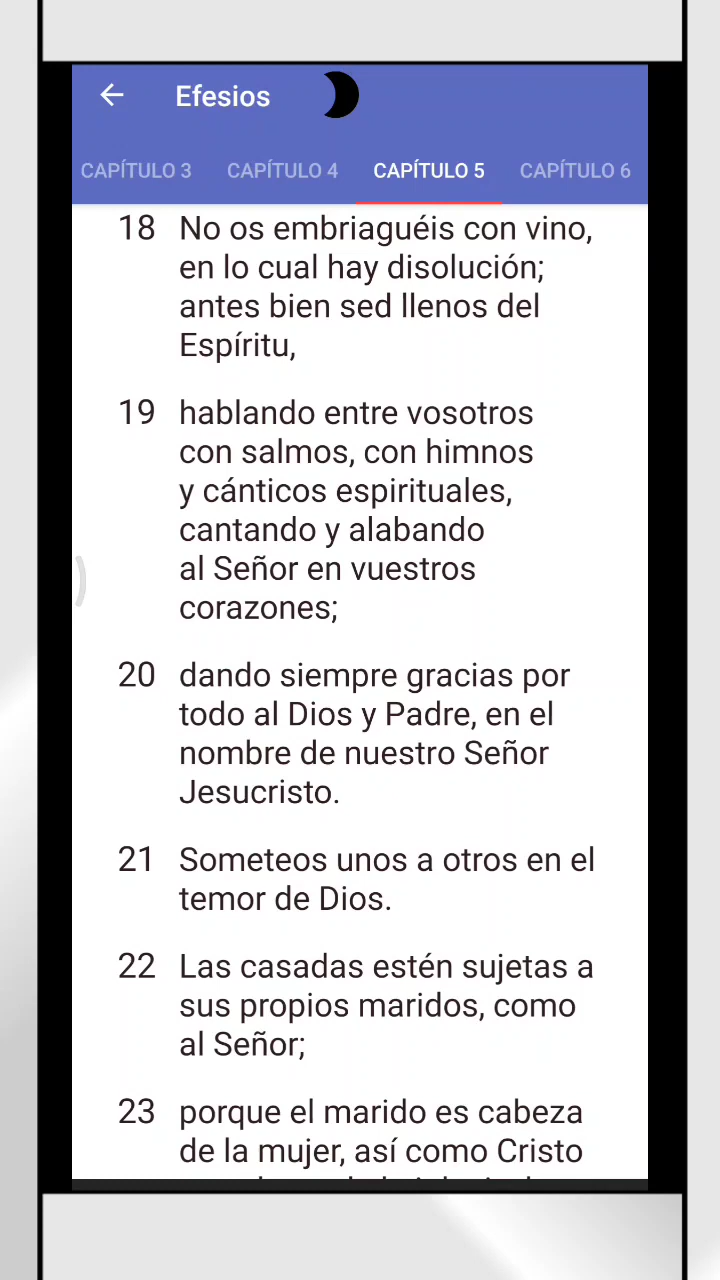 Efesios
CAPÍTULO 3 CAPÍTULO 4 CAPÍTULO 5 CAPÍTULO 6
18 No os embriaguéis con vino,
en lo cual hay disolución;
antes bien sed llenos del
Espíritu,
19 hablando entre vosotros
con salmos, con himnos
y cánticos espirituales,
cantando y alabando
al Señor en vuestros
corazones;
20 dando siempre gracias por
todo al Dios y Padre, en el
nombre de nuestro Señor
Jesucristo.
21 Someteos unos a otros en el
temor de Dios.
22 Las casadas estén sujetas a
sus propios maridos, como
al Señor;
23 porque el marido es cabeza
de la mujer, así como Cristo